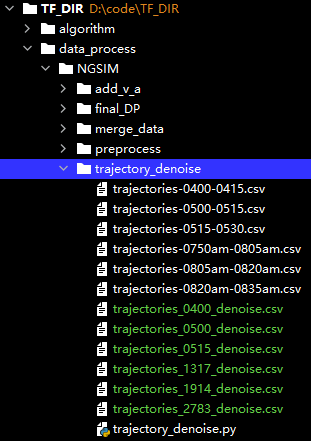 TF_DIR D:\code\TF_DIR
algorithm
data_process
NGSIM
add_v_a
final_DP
merge_data
preprocess
trajectory_denoise
trajectories-0400-0415.csv
trajectories-0500-0515.csv
trajectories-0515-0530.csv
trajectories-0750am-0805am.csv
trajectories-0805am-0820am.csv
trajectories-0820am-0835am.csv
trajectories_0400_denoise.csv
trajectories_0500_denoise.csv
trajectories_0515_denoise.csv
trajectories_1317_denoise.csv
trajectories_1914_denoise.csv
trajectories_2783_denoise.csv
trajectory_denoise.py